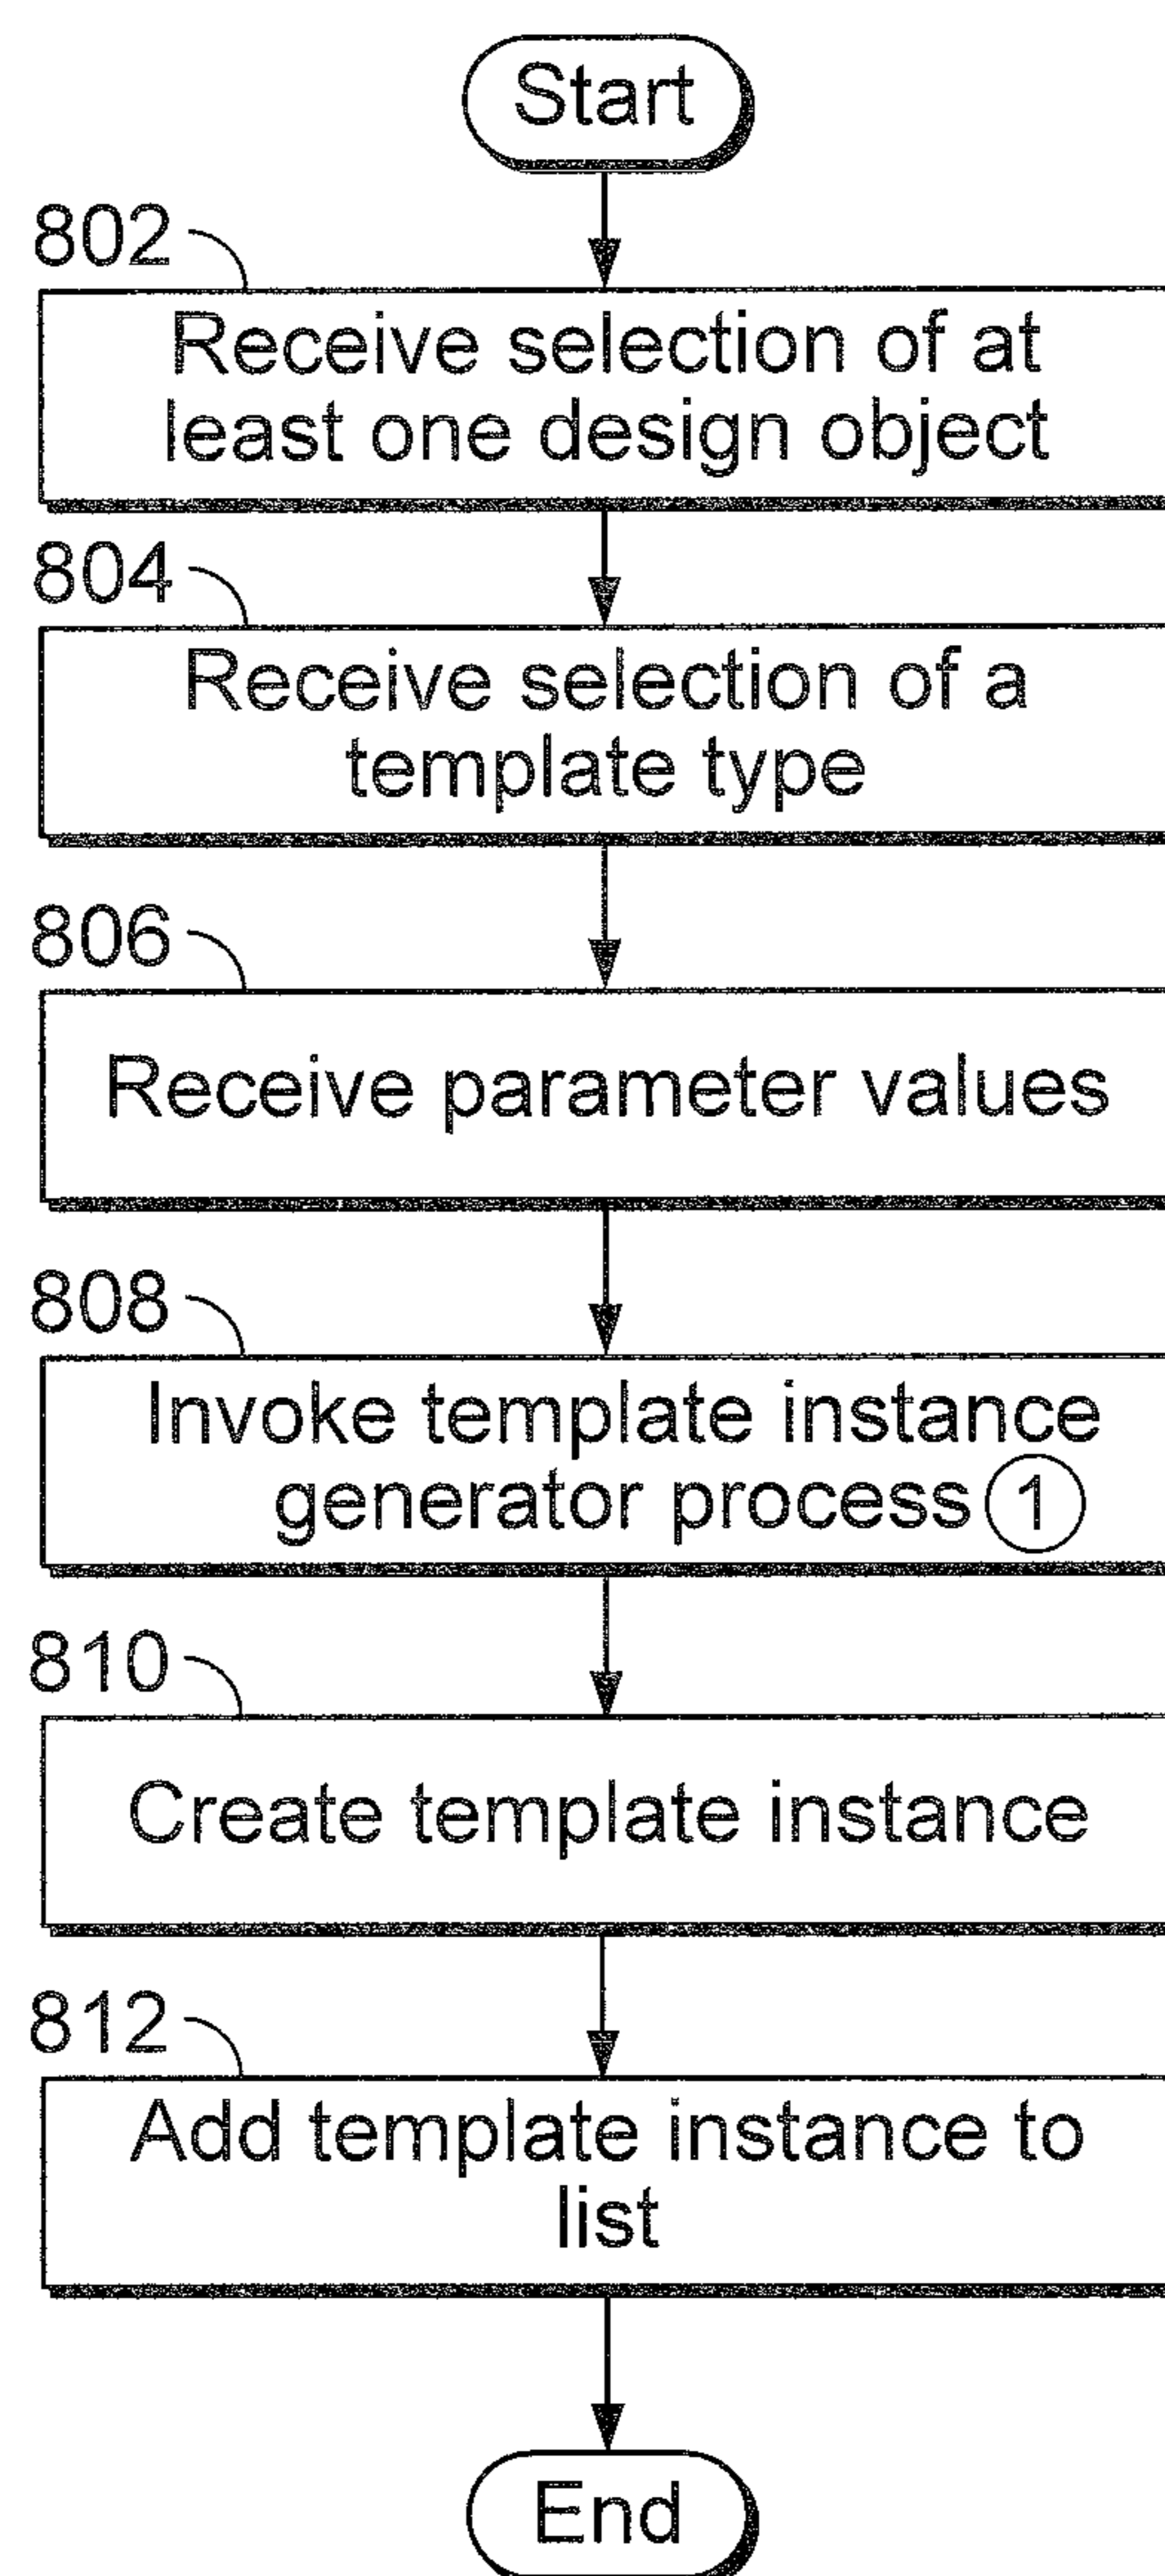 Start
802
Receive selection of at
least one design object
804
Receive selection of a
template type
806
Receive parameter values
808
Invoke template instance
generator process 1
810
Create template instance
812
Add template instance to
list
End